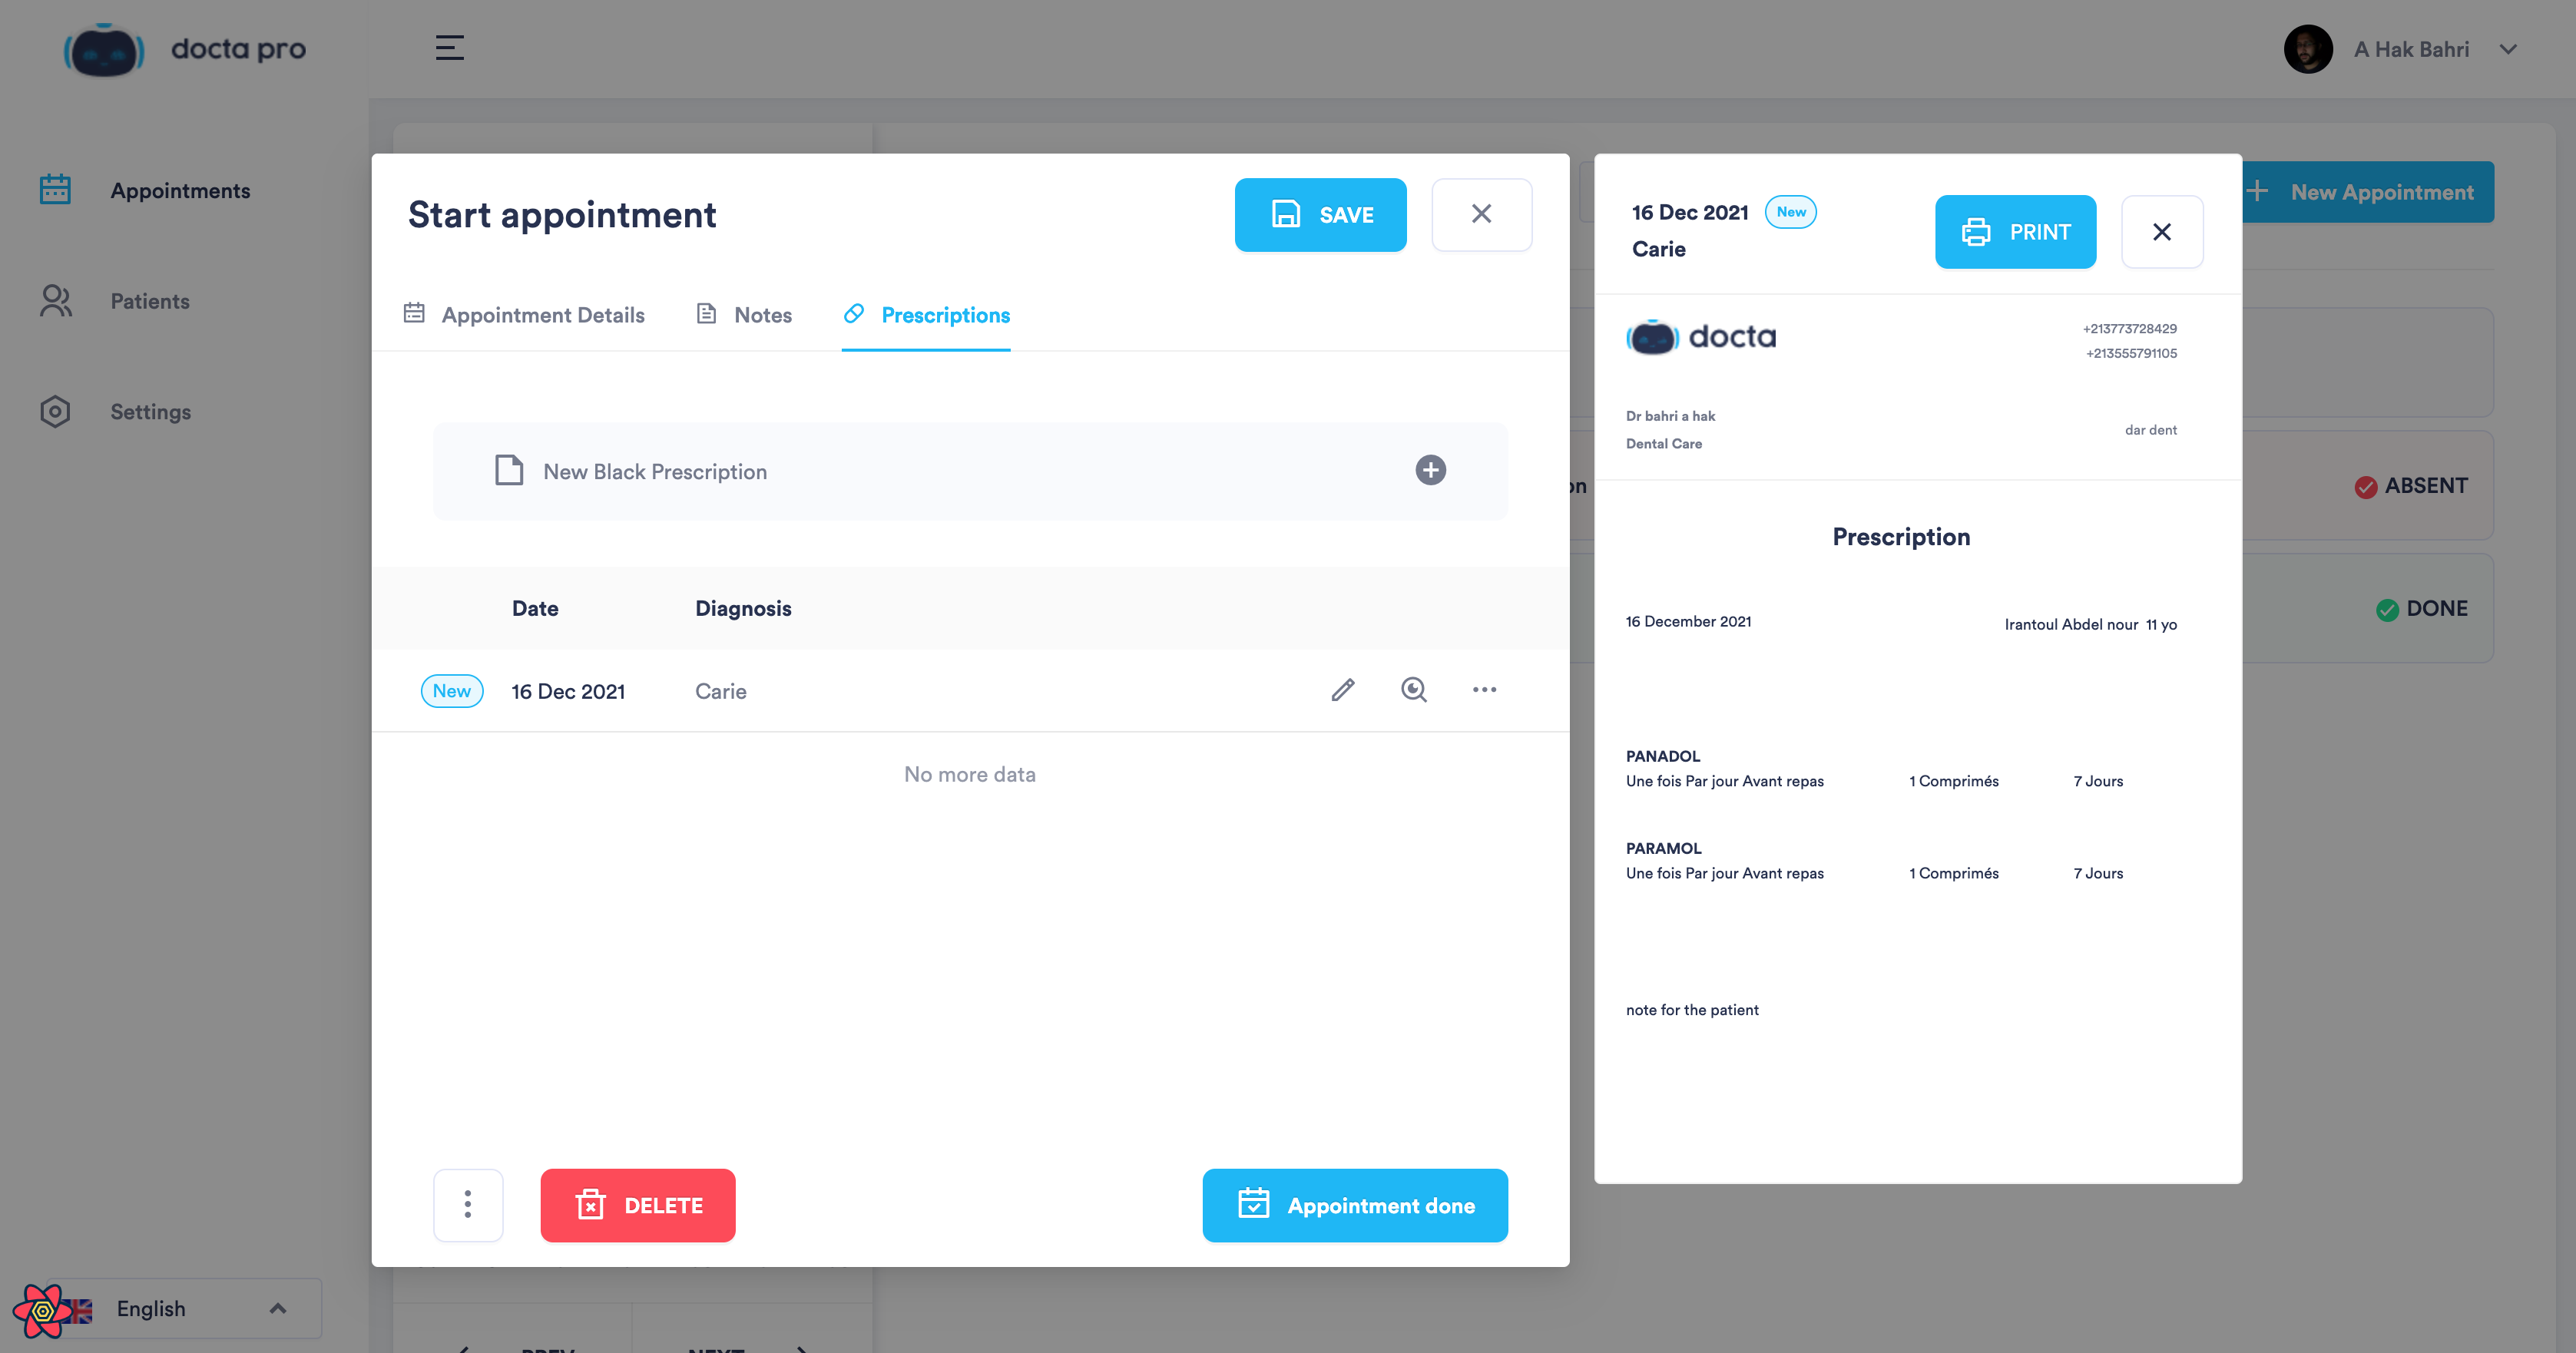 docta pro
A Hak Bahri
Appointments
Patients
Settings
English
New Appointment
on
ABSENT
DONE
Start appointment
SAVE
Appointment Details
Notes
Prescriptions
New Black Prescription
Date
Diagnosis
New
16 Dec 2021
Carie
No more data
DELETE
Appointment done
16 Dec 2021
New
Carie
PRINT
docta
+213773728429
+213555791105
Dr bahri a hak
Dental Care
dar dent
Prescription
16 December 2021
Irantoul Abdel nour 11 yo
PANADOL
Une fois Par jour Avant repas 1 Comprimés 7 Jours
PARAMOL
Une fois Par jour Avant repas 1 Comprimés 7 Jours
note for the patient
PREV
NEXT